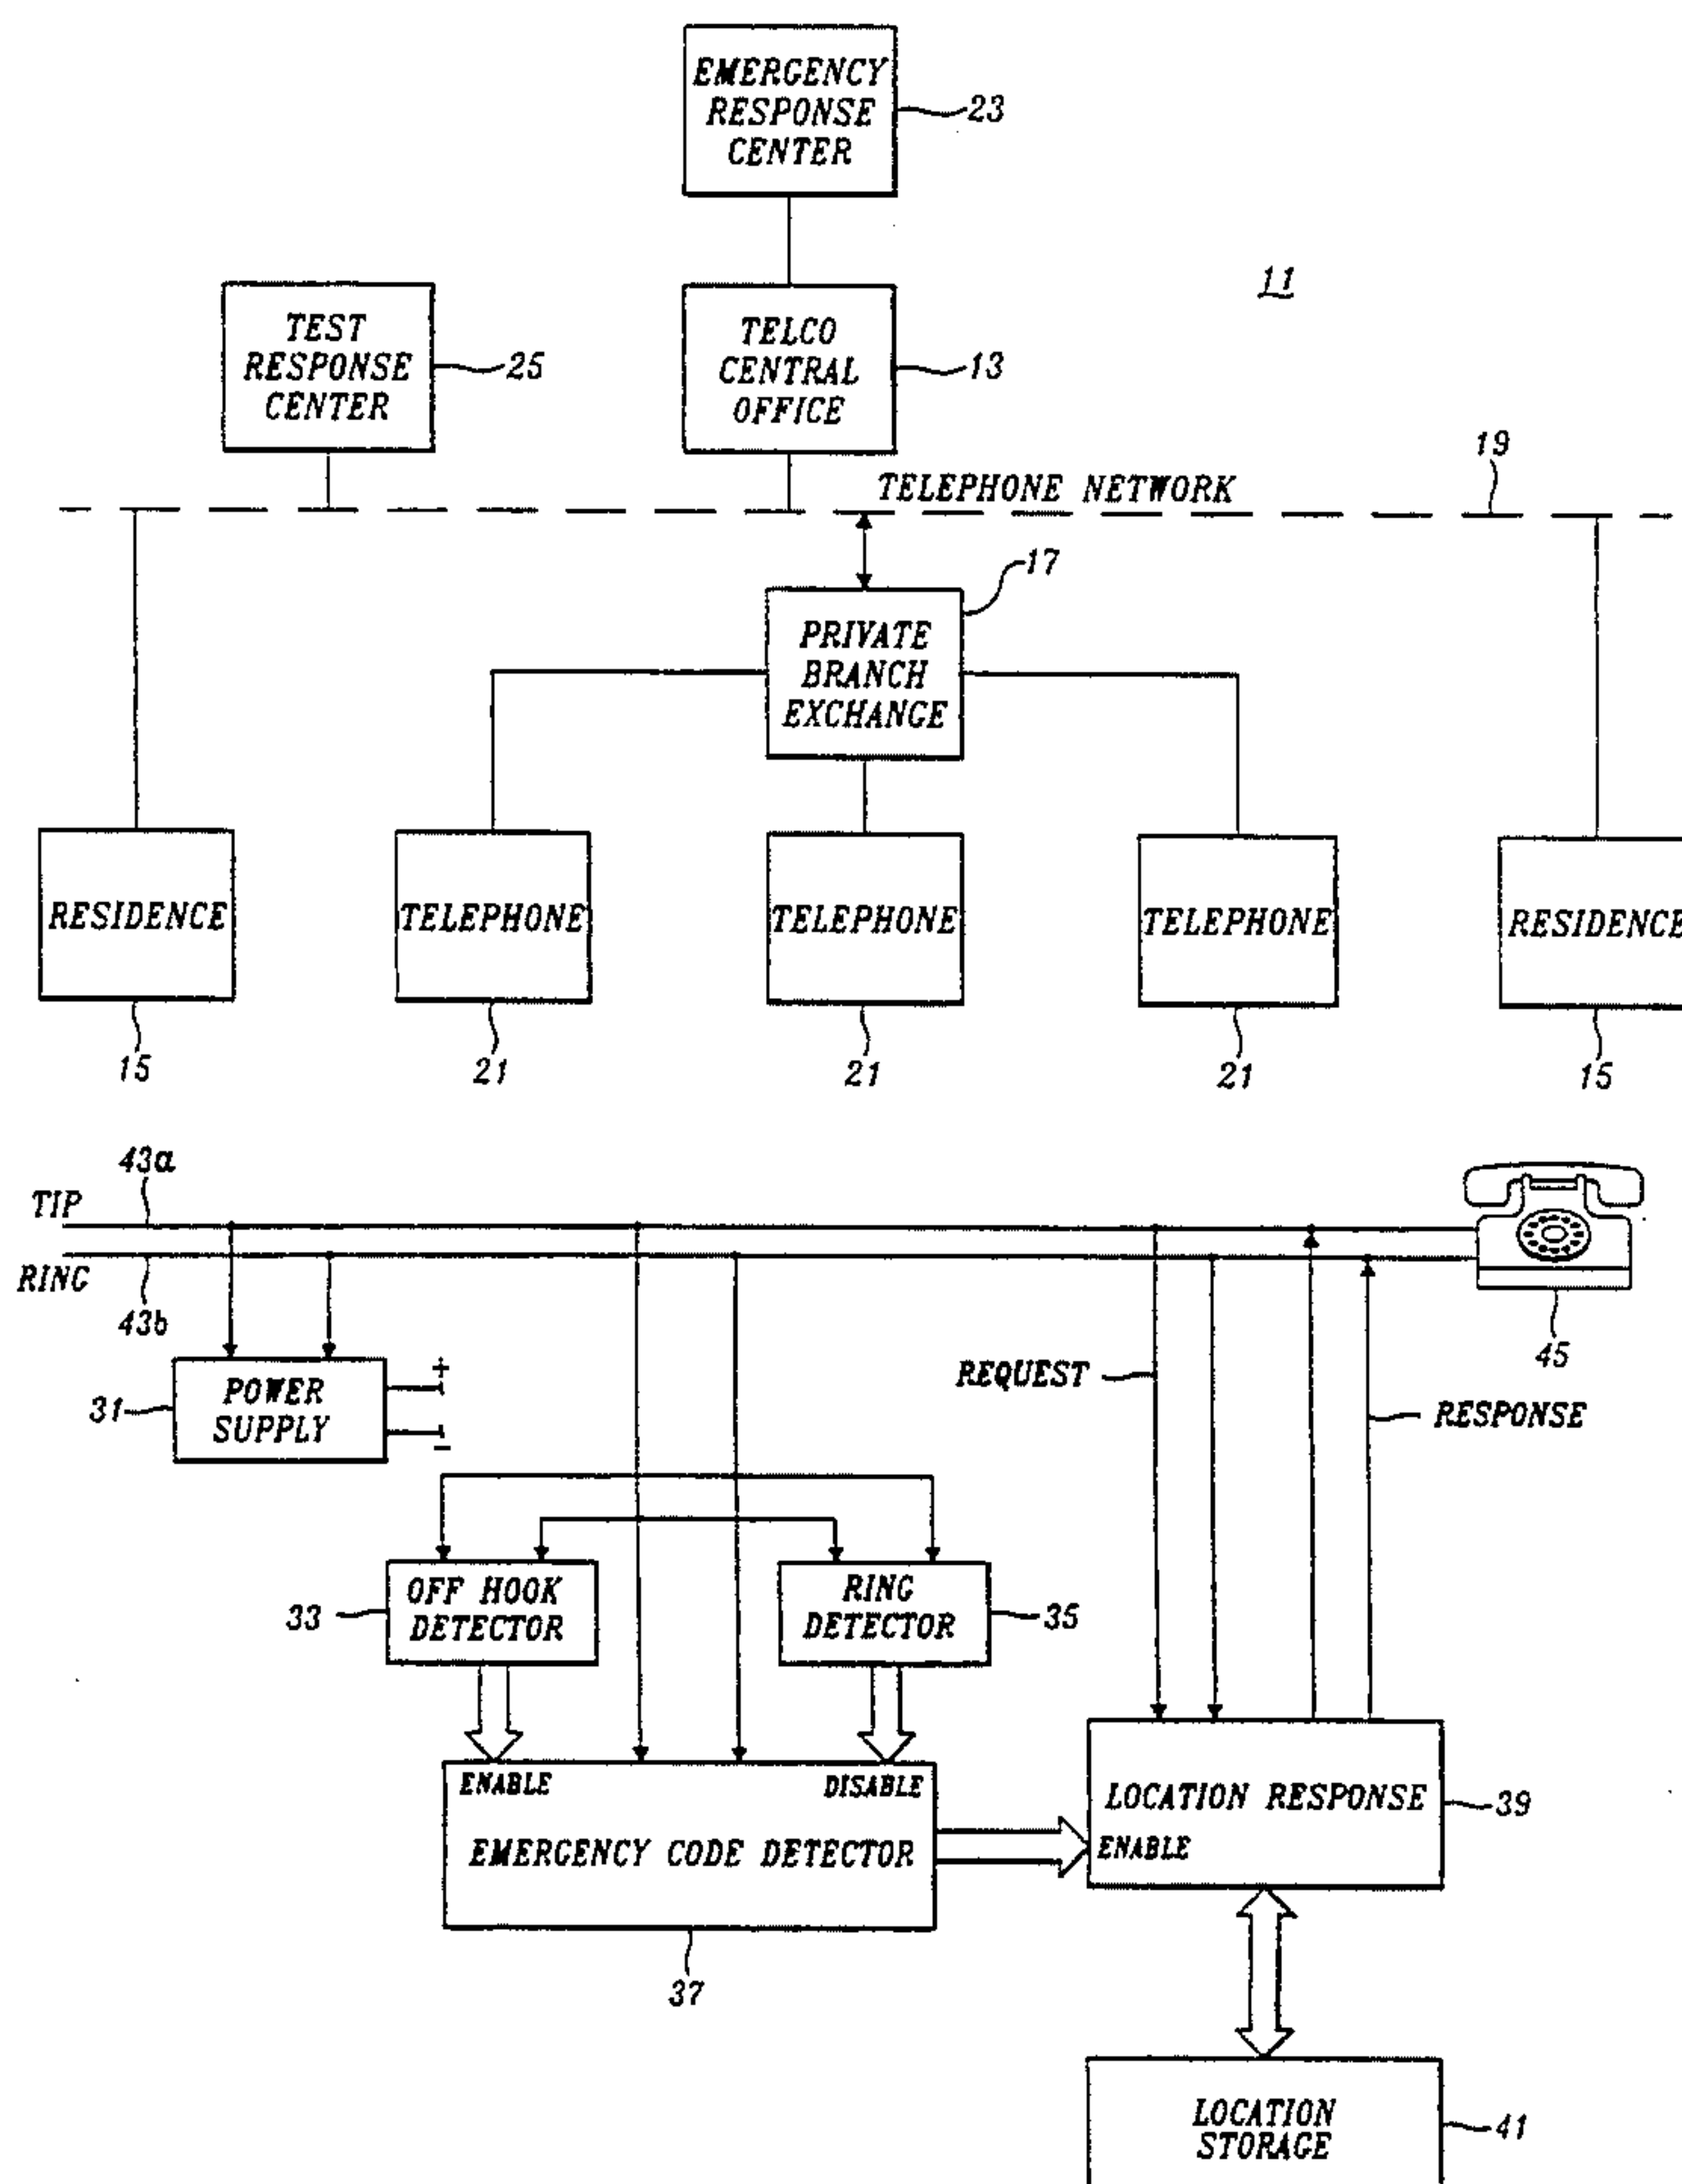 EMERGENCY
RESPONSE
CENTER
23
11
TEST
RESPONSE
CENTER
25
TELCO
CENTRAL
OFFICE
13
19
TELEPHONE NETWORK
17
PRIVATE
BRANCH
EXCHANGE
RESIDENCE
TELEPHONE
TELEPHONE
TELEPHONE
RESIDENCE
15
21
21
21
15
43a
TIP
RING
43b
45
POWER
SUPPLY
31
+
-
REQUEST
RESPONSE
OFF HOOK
DETECTOR
33
RING
DETECTOR
35
ENABLE
DISABLE
EMERGENCY CODE DETECTOR
37
LOCATION RESPONSE
ENABLE
39
LOCATION
STORAGE
41